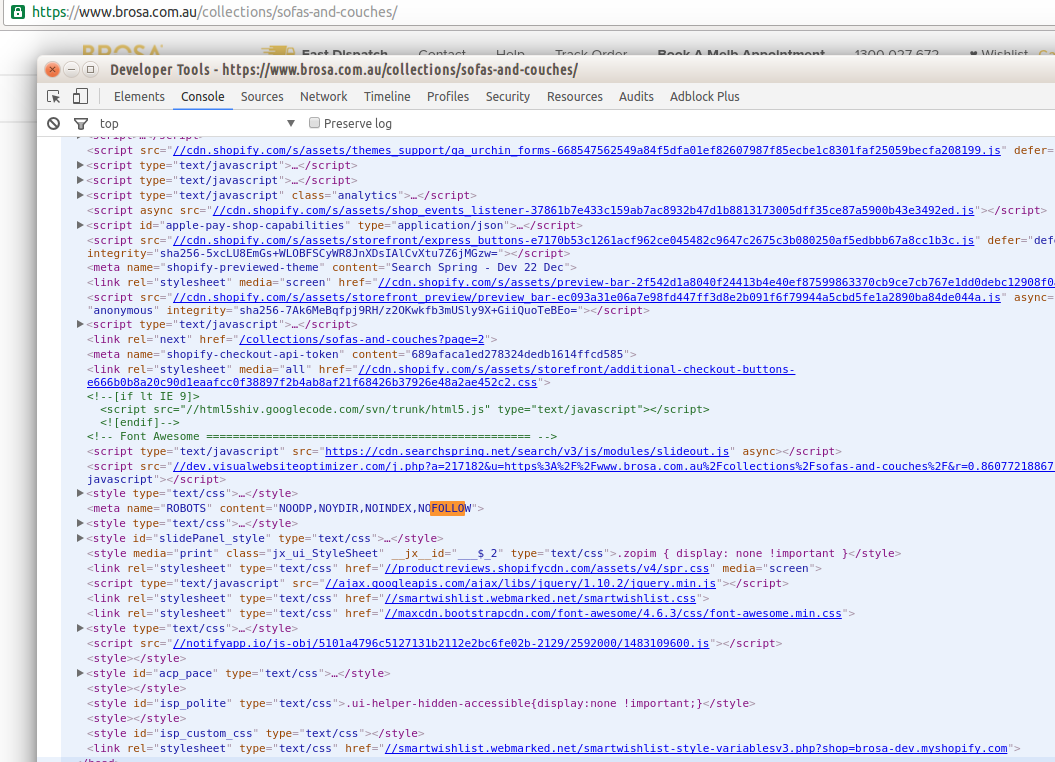 https://www.brosa.com.au/collections/sofas-and-couches/
BROSA Fast Dispatch Contact Help Track Order Book A Melb Appointment 1300 027 672 ♥ Wishlist
Developer Tools - https://www.brosa.com.au/collections/sofas-and-couches/
Elements Console Sources Network Timeline Profiles Security Resources Audits Adblock Plus
top ▼ Preserve log
▶<script>…</script>
<script src="//cdn.shopify.com/s/assets/themes_support/ga_urchin_forms-668547562549a84f5dfa01ef82607987f85ecbe1c8301faf25059becfa208199.js" defer=
▶<script type="text/javascript">…</script>
▶<script type="text/javascript">…</script>
▶<script type="text/javascript" class="analytics">…</script>
<script async src="//cdn.shopify.com/s/assets/shop_events_listener-37861b7e433c159ab7ac8932b47d1b8813173005dff35ce87a5900b43e3492ed.js"></script>
▶<script id="apple-pay-shop-capabilities" type="application/json">…</script>
<script src="//cdn.shopify.com/s/assets/storefront/express_buttons-e7170b53c1261acf962ce045482c9647c2675c3b080250af5edbbb67a8cc1b3c.js" defer="def
integrity="sha256-5xcLU8EmGs+WLOBFSCyWR8JnXDsIAlCvXtu7Z6jMGzw="></script>
<meta name="shopify-previewed-theme" content="Search Spring - Dev 22 Dec">
<link rel="stylesheet" media="screen" href="//cdn.shopify.com/s/assets/preview-bar-2f542d1a8040f24413b4e40ef87599863370cb9ce7cb767e1dd0debc12908f0a
<script src="//cdn.shopify.com/s/assets/storefront_preview/preview_bar-ec093a31e06a7e98fd447ff3d8e2b091f6f79944a5cbd5fe1a2890ba84de044a.js" async=
"anonymous" integrity="sha256-7Ak6MeBqfpj9RH/z2OKwkfb3mUSly9X+GiiQuoTeBEo="></script>
▶<script type="text/javascript">…</script>
<link rel="next" href="/collections/sofas-and-couches?page=2">
<meta name="shopify-checkout-api-token" content="689afaca1ed278324dedb1614ffcd585">
<link rel="stylesheet" media="all" href="//cdn.shopify.com/s/assets/storefront/additional-checkout-buttons-
e666b0b8a20c90d1eaafcc0f38897f2b4ab8af21f68426b37926e48a2ae452c2.css">
<!--[if lt IE 9]>
<script src="//html5shiv.googlecode.com/svn/trunk/html5.js" type="text/javascript"></script>
<![endif]-->
<!-- Font Awesome ================================================= -->
<script type="text/javascript" src="https://cdn.searchspring.net/search/v3/js/modules/slideout.js" async></script>
<script src="//dev.visualwebsiteoptimizer.com/j.php?a=217182&u=https%3A%2F%2Fwww.brosa.com.au%2Fcollections%2Fsofas-and-couches%2F&r=0.86077218867
javascript"></script>
▶<style type="text/css">…</style>
<meta name="ROBOTS" content="NOODP,NOYDIR,NOINDEX,NOFOLLOW">
▶<style type="text/css">…</style>
▶<style id="slidePanel_style" type="text/css">…</style>
<style media="print" class="jx_ui_StyleSheet" __jx__id="___$_2" type="text/css">.zopim { display: none !important }</style>
<link rel="stylesheet" type="text/css" href="//productreviews.shopifycdn.com/assets/v4/spr.css" media="screen">
<script type="text/javascript" src="//ajax.googleapis.com/ajax/libs/jquery/1.10.2/jquery.min.js"></script>
<link rel="stylesheet" type="text/css" href="//smartwishlist.webmarked.net/smartwishlist.css">
<link rel="stylesheet" type="text/css" href="//maxcdn.bootstrapcdn.com/font-awesome/4.6.3/css/font-awesome.min.css">
▶<style type="text/css">…</style>
<script src="//notifyapp.io/js-obj/5101a4796c5127131b2112e2bc6fe02b-2129/2592000/1483109600.js"></script>
<style></style>
▶<style id="acp_pace" type="text/css">…</style>
<style></style>
<style id="isp_polite" type="text/css">.ui-helper-hidden-accessible{display:none !important;}</style>
<style></style>
<style id="isp_custom_css" type="text/css"></style>
<link rel="stylesheet" type="text/css" href="//smartwishlist.webmarked.net/smartwishlist-style-variablesv3.php?shop=brosa-dev.myshopify.com">
</head>